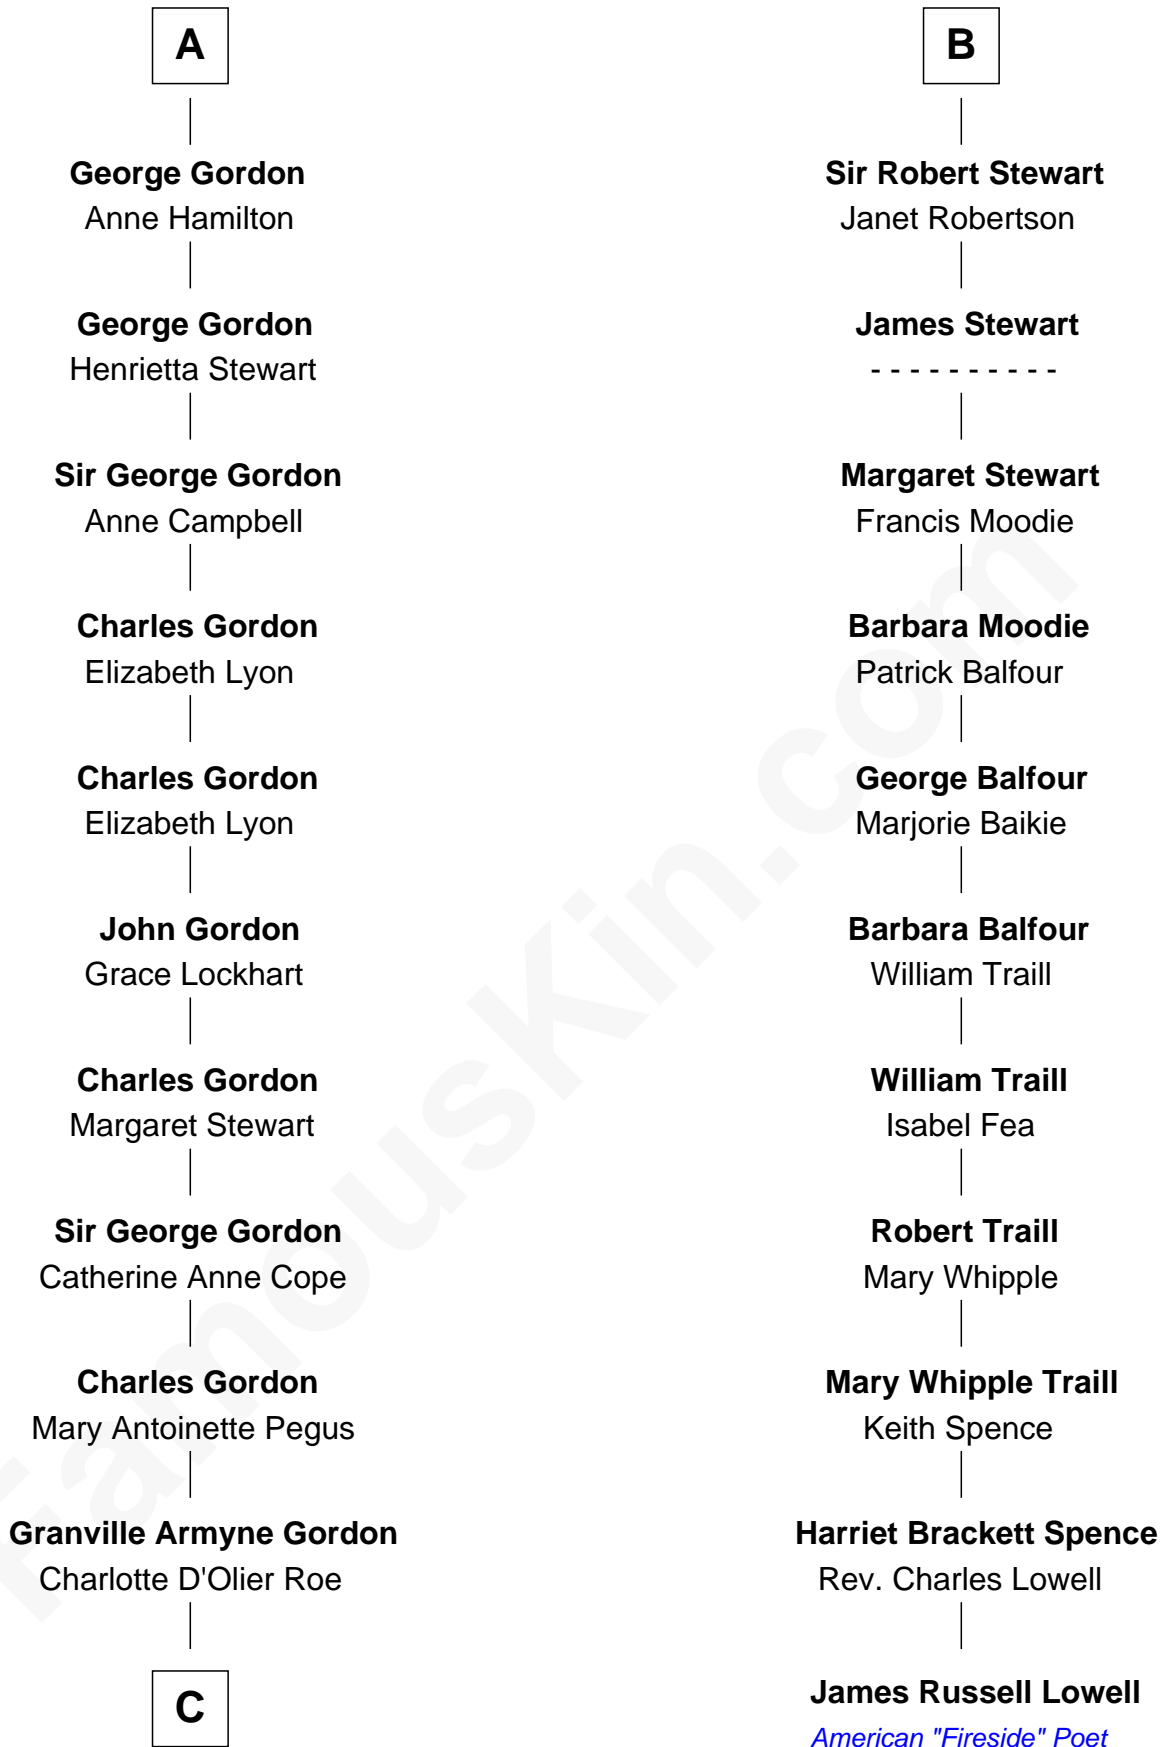 A
George Gordon
Anne Hamilton
George Gordon
Henrietta Stewart
Sir George Gordon
Anne Campbell
Charles Gordon
Elizabeth Lyon
Charles Gordon
Elizabeth Lyon
John Gordon
Grace Lockhart
Charles Gordon
Margaret Stewart
Sir George Gordon
Catherine Anne Cope
Charles Gordon
Mary Antoinette Pegus
Granville Armyne Gordon
Charlotte D'Olier Roe
C
B
Sir Robert Stewart
Janet Robertson
James Stewart
- - - - - - - - - -
Margaret Stewart
Francis Moodie
Barbara Moodie
Patrick Balfour
George Balfour
Marjorie Baikie
Barbara Balfour
William Traill
William Traill
Isabel Fea
Robert Traill
Mary Whipple
Mary Whipple Traill
Keith Spence
Harriet Brackett Spence
Rev. Charles Lowell
James Russell Lowell
American "Fireside" Poet
FamousKin.com